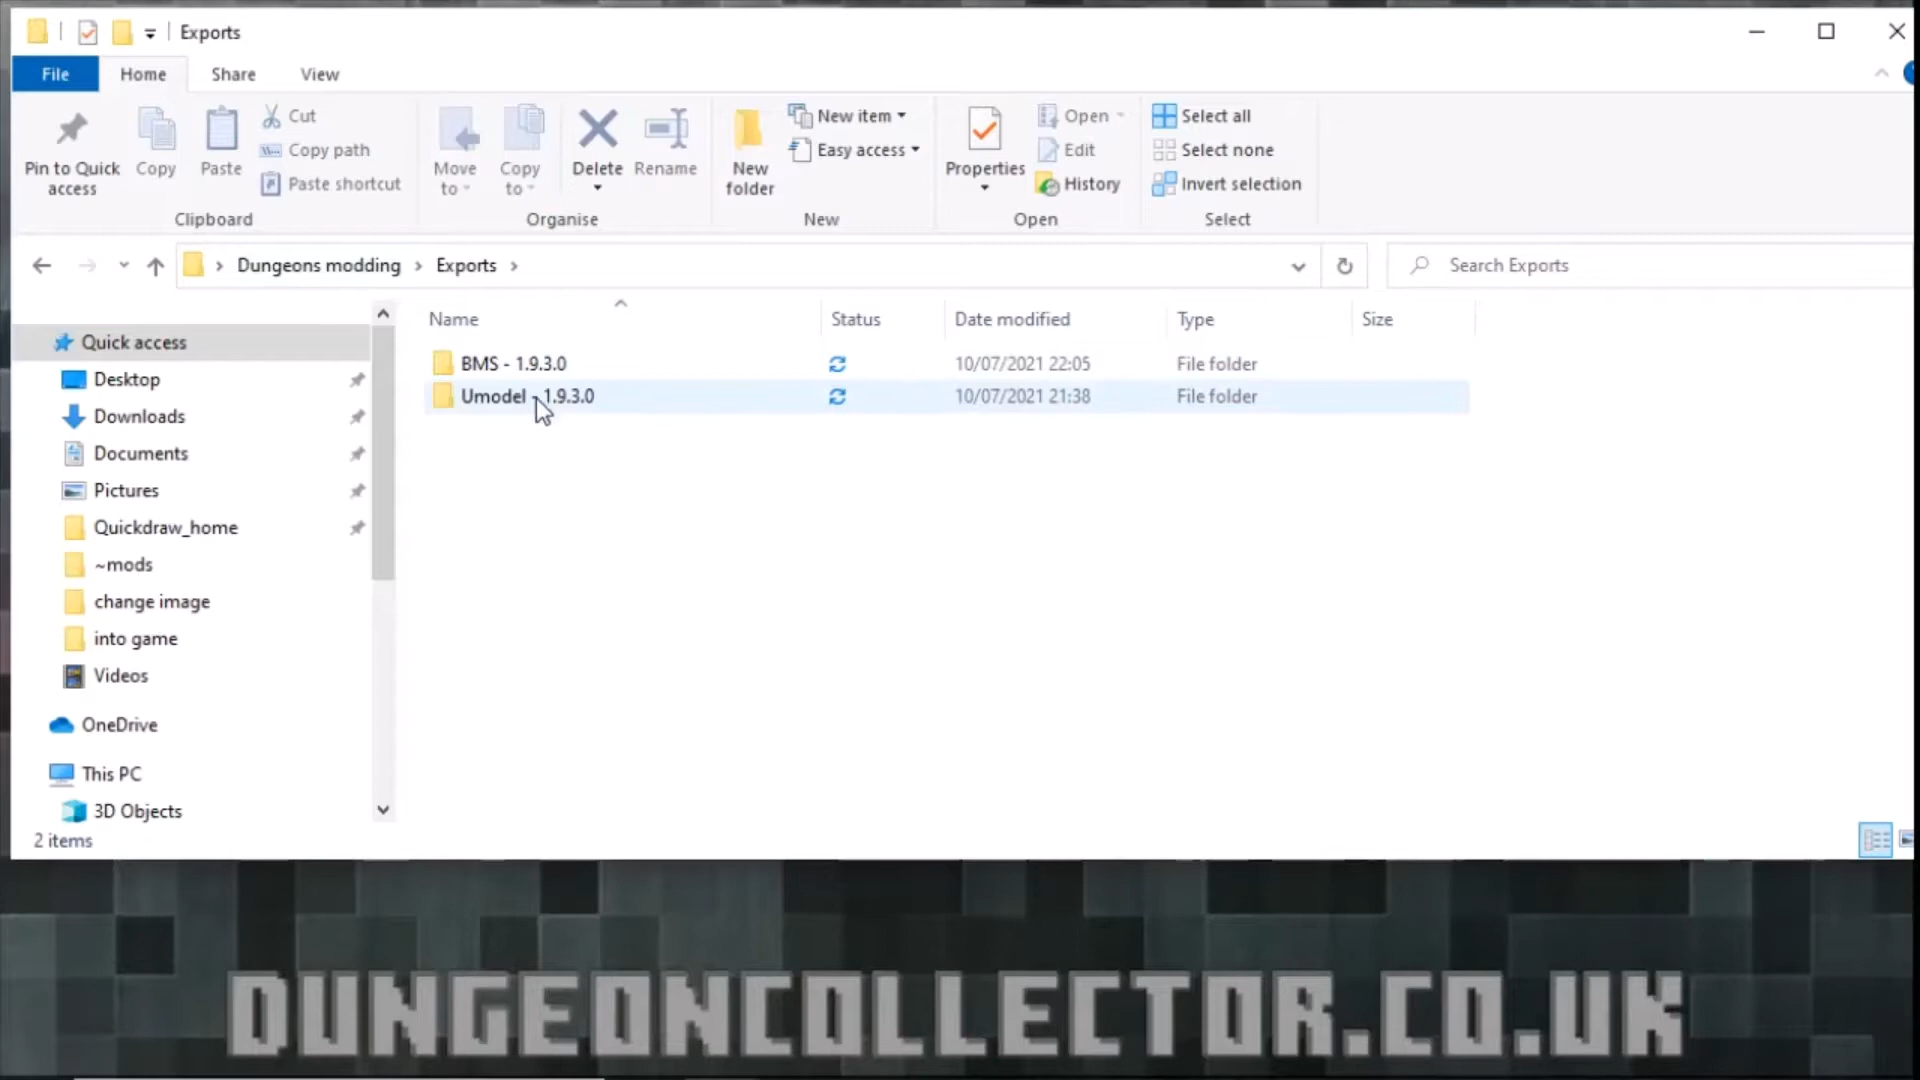 Exports
File Home Share View
Pin to Quick access
Copy
Paste
Cut
Copy path
Paste shortcut
Clipboard
Move to
Copy to
Delete
Rename
Organise
New folder
New item
Easy access
New
Properties
Open
Edit
History
Open
Select all
Select none
Invert selection
Select
Dungeons modding Exports
Search Exports
Name Status Date modified Type Size
BMS - 1.9.3.0 10/07/2021 22:05 File folder
Umodel - 1.9.3.0 10/07/2021 21:38 File folder
Quick access
Desktop
Downloads
Documents
Pictures
Quickdraw_home
~mods
change image
into game
Videos
OneDrive
This PC
3D Objects
2 items
DUNGEONCOLLECTOR.CO.UK